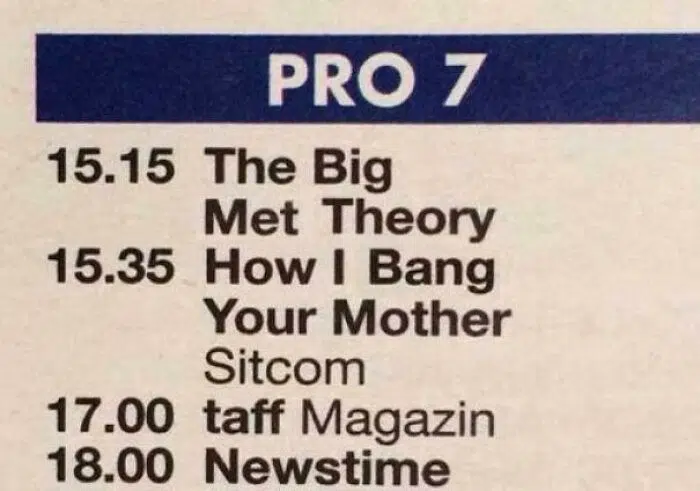 PRO 7
15.15 The Big
Met Theory
15.35 How I Bang
Your Mother
Sitcom
17.00 taff Magazin
18.00 Newstime